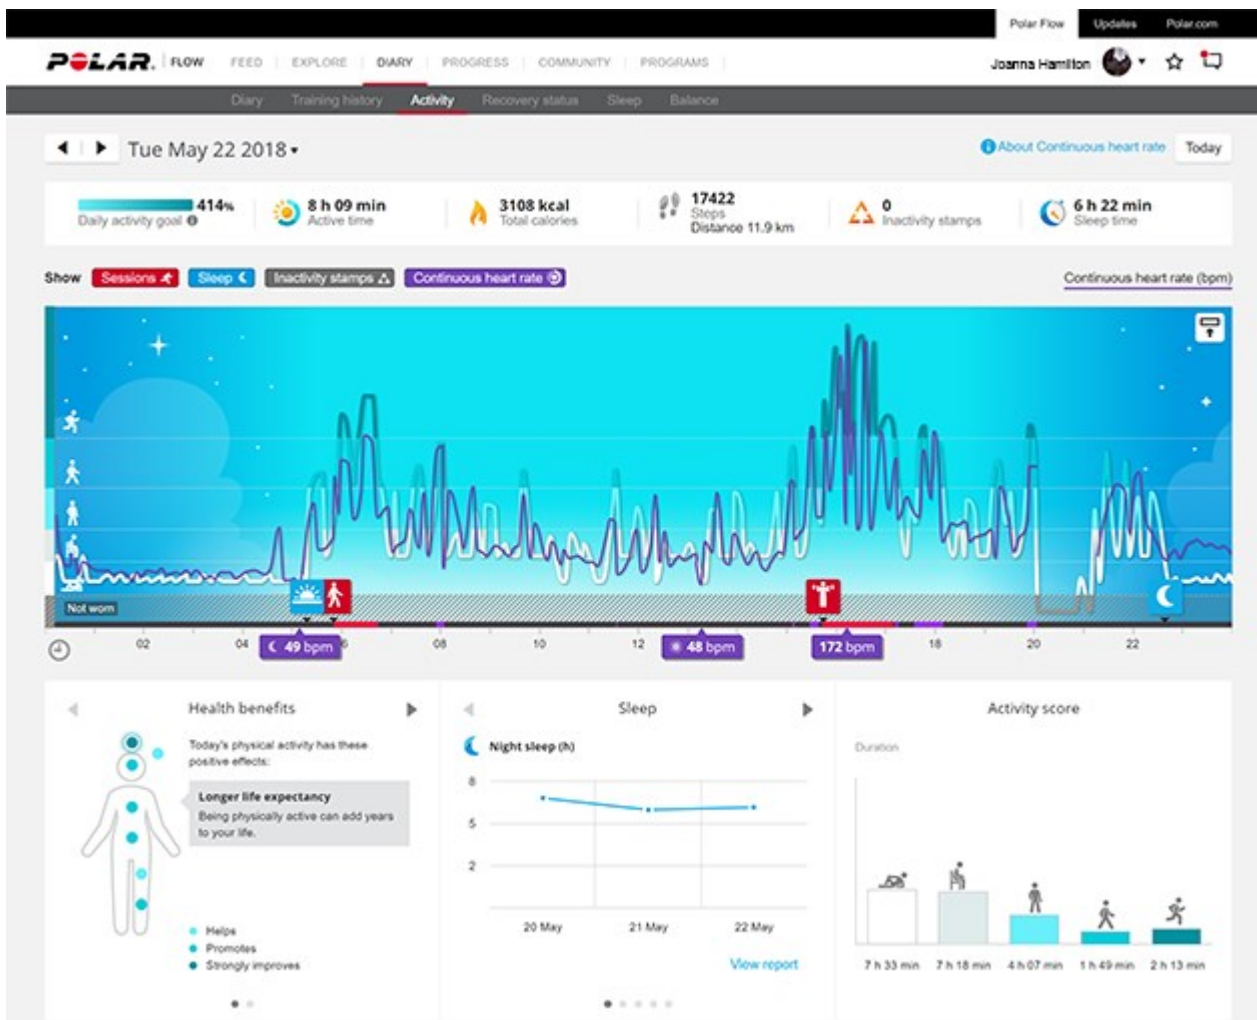 Polar Flow Updates Polar.com
POLAR. FLOW FEED EXPLORE DIARY PROGRESS COMMUNITY PROGRAMS Joanna Hamilton
Diary Training history Activity Recovery status Sleep Balance
Tue May 22 2018 About Continuous heart rate Today
414% 8 h 09 min 3108 kcal 17422 0 6 h 22 min
Daily activity goal Active time Total calories Steps Inactivity stamps Sleep time
Distance 11.9 km
Show Sessions Sleep Inactivity stamps Continuous heart rate Continuous heart rate (bpm)
Not worn
02 04 6 08 10 12 18 20 22
49 bpm 48 bpm 172 bpm
Health benefits
Today's physical activity has these
positive effects:
Longer life expectancy
Being physically active can add years
to your life.
Helps
Promotes
Strongly improves
Sleep
Night sleep (h)
8
5
2
20 May 21 May 22 May
View report
Activity score
Duration
7 h 33 min 7 h 18 min 4 h 07 min 1 h 49 min 2 h 13 min